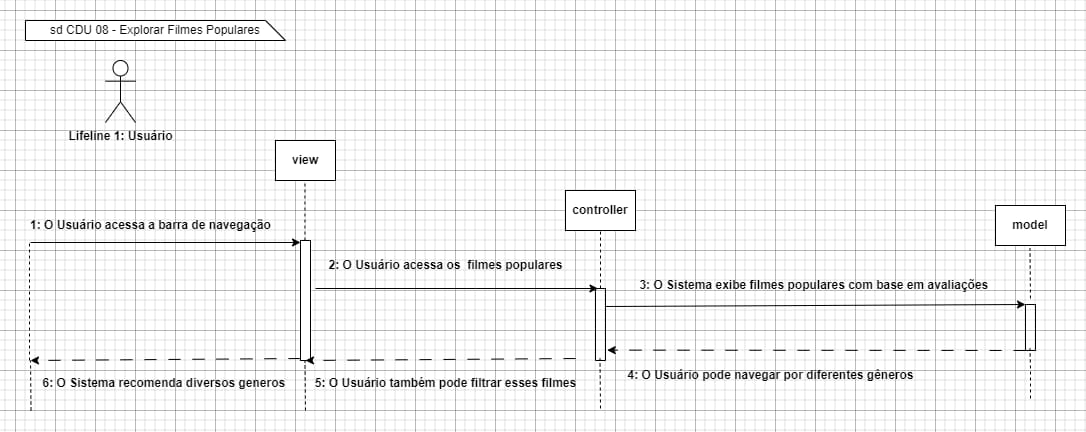 sd CDU 08 - Explorar Filmes Populares
Lifeline 1: Usuário
view
controller
model
1: O Usuário acessa a barra de navegação
2: O Usuário acessa os filmes populares
3: O Sistema exibe filmes populares com base em avaliações
4: O Usuário pode navegar por diferentes gêneros
5: O Usuário também pode filtrar esses filmes
6: O Sistema recomenda diversos generos